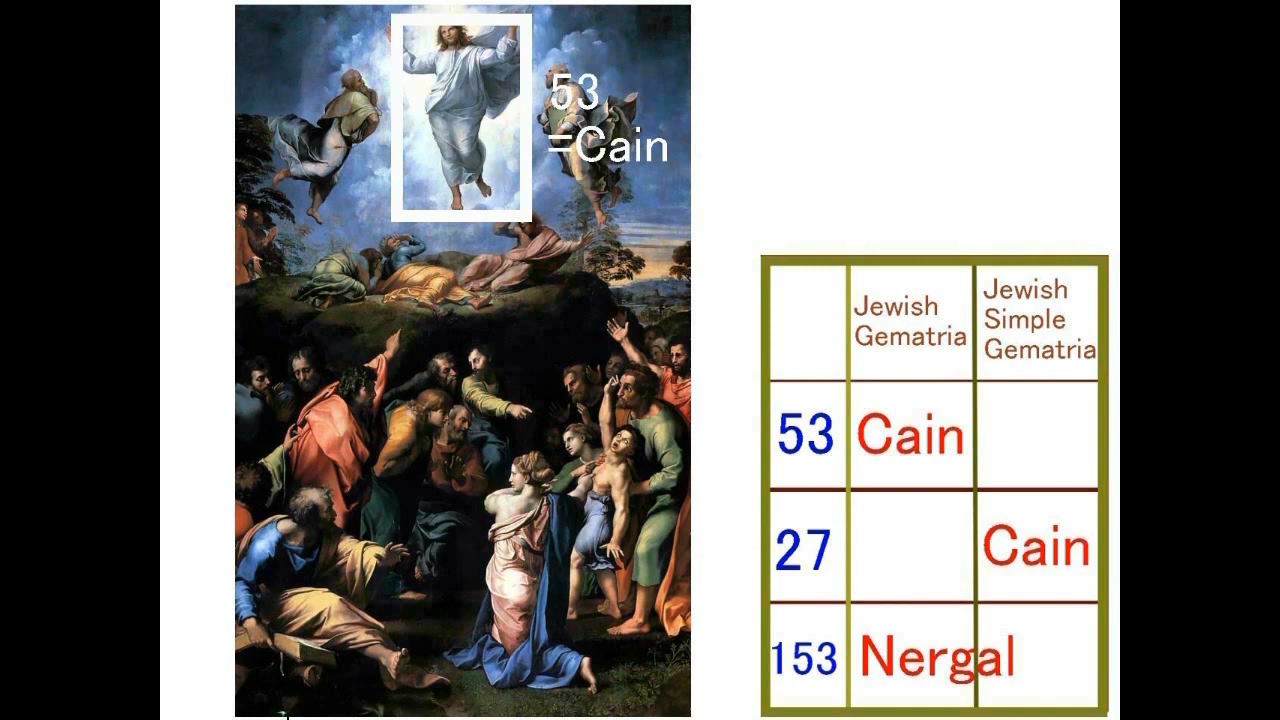 53
=Cain
Jewish
Gematria
Jewish
Simple
Gematria
53 Cain
27 Cain
153 Nergal